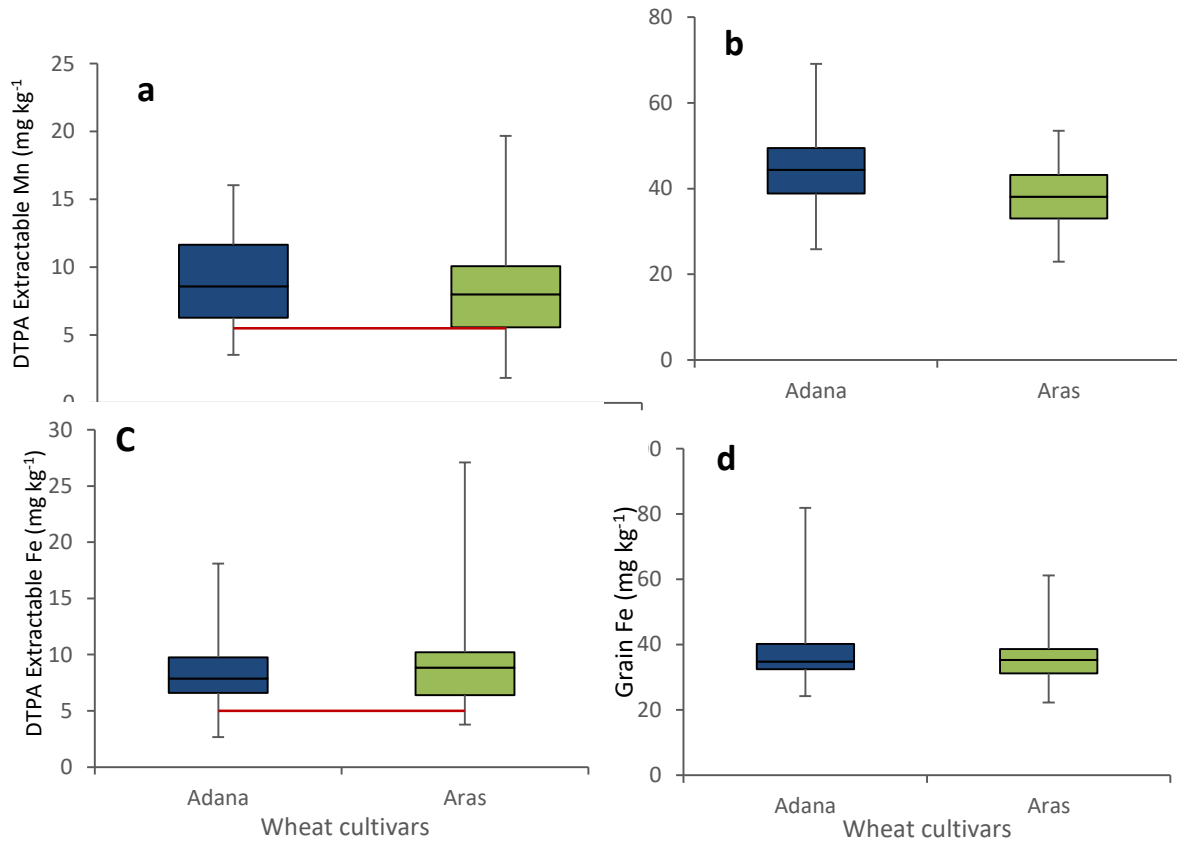 a
DTPA Extractable Mn (mg kg-1)
25
20
15
10
5
0
b
80
60
40
20
0
Adana
Aras
C
DTPA Extractable Fe (mg kg-1)
30
25
20
15
10
5
0
Adana
Aras
Wheat cultivars
d
Grain Fe (mg kg-1)
0
80
60
40
20
0
Adana
Aras
Wheat cultivars